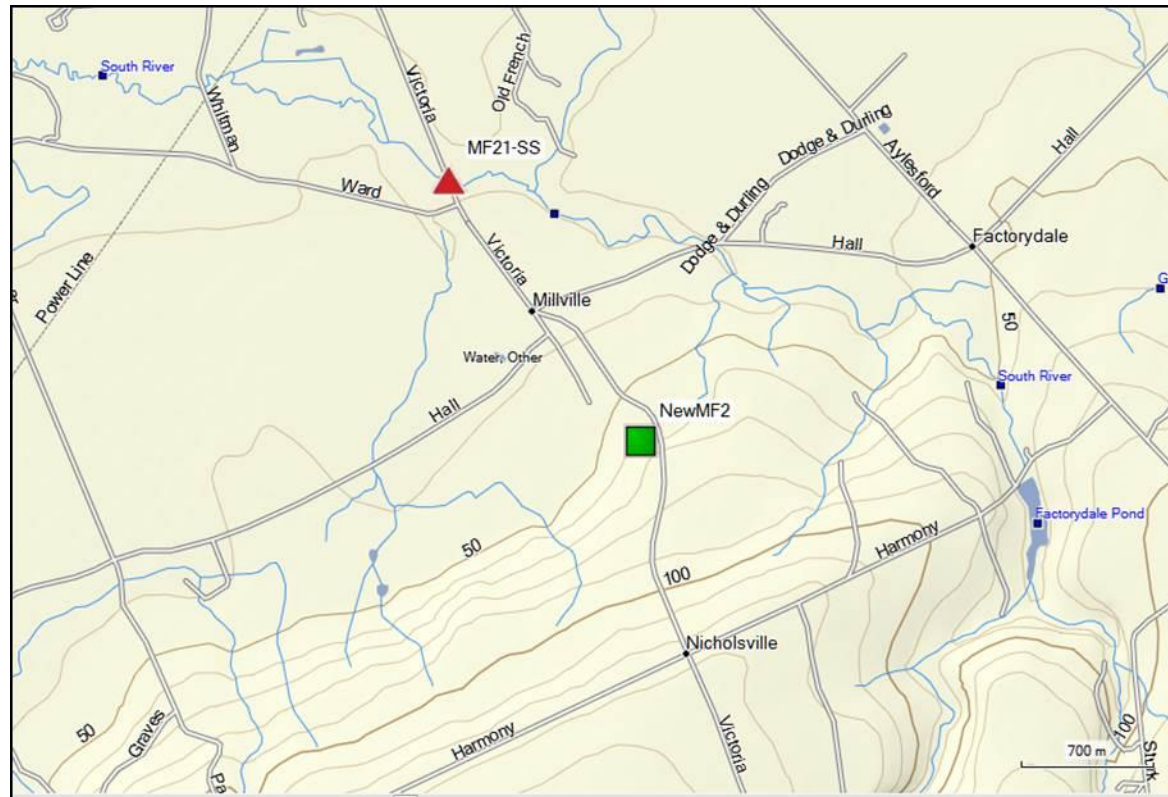 South River
Whitman
Victoria
Old French
MF21-SS
Ward
Dodge & Durling
Dodge & Durling
Aylesford
Hall
Hall
Factorydale
Power Line
Victoria
Millville
G
50
Water, Other
Hall
South River
NewMF2
Factorydale Pond
50
Harmony
100
Nicholsville
50
Graves
Pa
Harmony
Victoria
700 m
100
Sturk